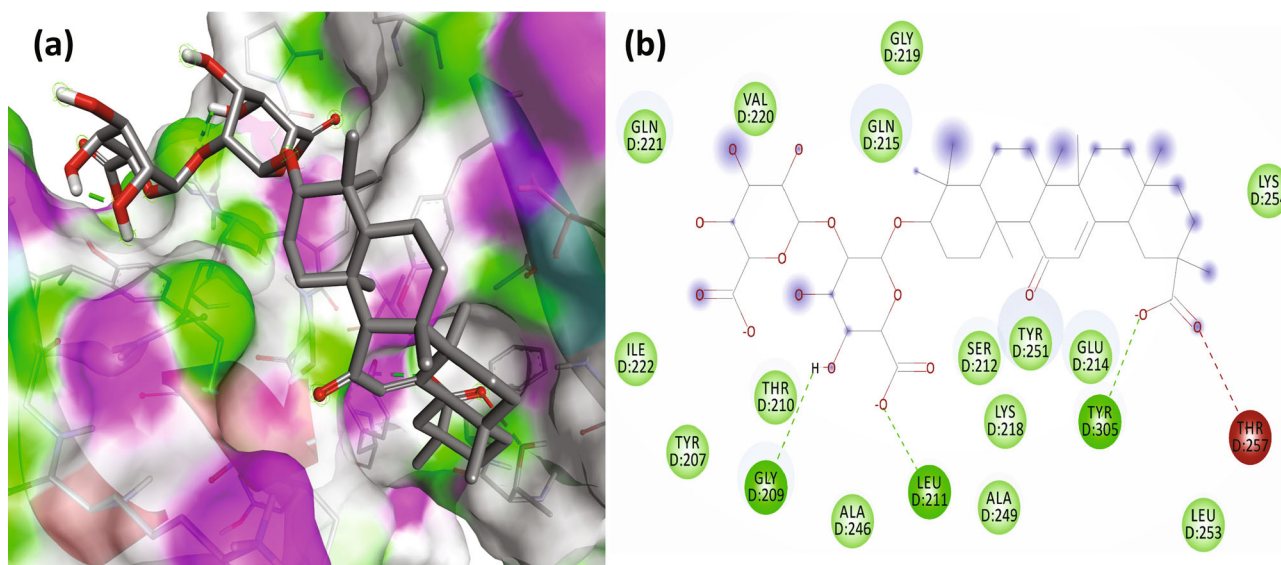 (a)
(b)
GLY
D:219
VAL
D:220
GLN
D:221
GLN
D:215
LYS
D:254
O
O
O
O
O
O
O
O
O
-O
O
O
H
O
O
-O
O
-O
O
ILE
D:222
SER
D:212
TYR
D:251
GLU
D:214
THR
D:210
LYS
D:218
TYR
D:305
THR
D:257
TYR
D:207
GLY
D:209
LEU
D:211
ALA
D:246
ALA
D:249
LEU
D:253